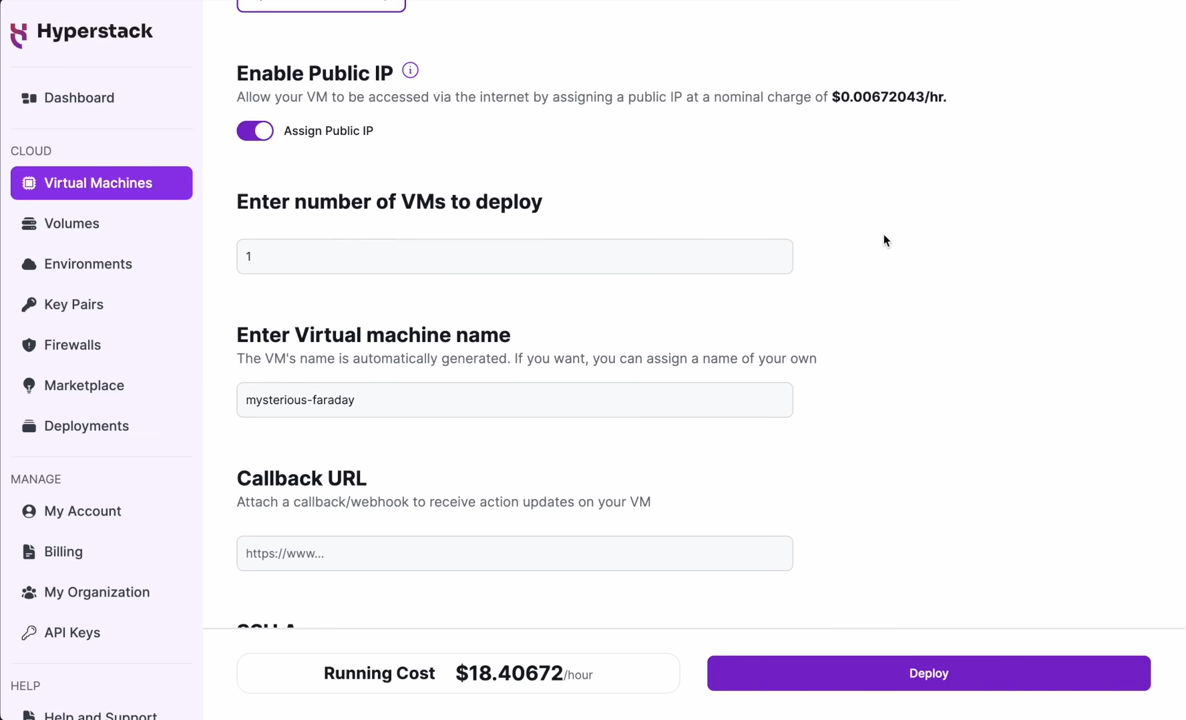 Hyperstack
Dashboard
CLOUD
Virtual Machines
Volumes
Environments
Key Pairs
Firewalls
Marketplace
Deployments
MANAGE
My Account
Billing
My Organization
API Keys
HELP
Help and Support
Enable Public IP
Allow your VM to be accessed via the internet by assigning a public IP at a nominal charge of $0.00672043/hr.
Assign Public IP
Enter number of VMs to deploy
1
Enter Virtual machine name
The VM's name is automatically generated. If you want, you can assign a name of your own
mysterious-faraday
Callback URL
Attach a callback/webhook to receive action updates on your VM
https://www...
Running Cost $18.40672/hour
Deploy